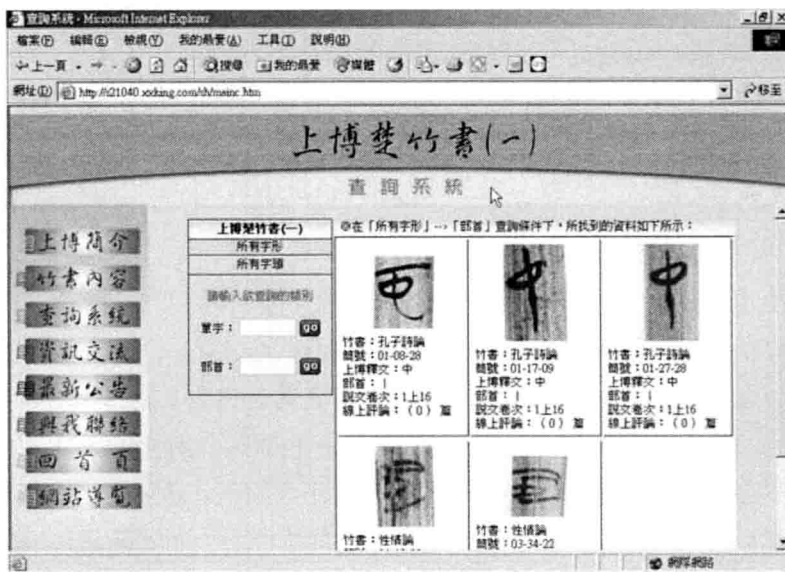 查詢系統 - Microsoft Internet Explorer
檔案(F) 編輯(E) 檢視(V) 我的最愛(A) 工具(T) 說明(H)
上一頁 搜尋 我的最愛 媒體
網址(D) 移至
上博楚竹書(一)
查詢系統
上博簡介
竹書內容
查詢系統
資訊交流
最新公告
與我聯絡
回首頁
網站導覽
上博楚竹書(一)
所有字形
所有字頭
請輸入欲查詢的類別
單字： go
部首： go
◎在「所有字形」-->「部首」查詢條件下，所找到的資料如下所示：
竹書：孔子詩論
簡號：01-08-28
上博釋文：中
部首：丨
說文卷次：1上16
線上評論：（0）篇
竹書：孔子詩論
簡號：01-17-09
上博釋文：中
部首：丨
說文卷次：1上16
線上評論：（0）篇
竹書：孔子詩論
簡號：01-27-28
上博釋文：中
部首：丨
說文卷次：1上16
線上評論：（0）篇
竹書：性情論
竹書：性情論
簡號：03-34-22
網際網路